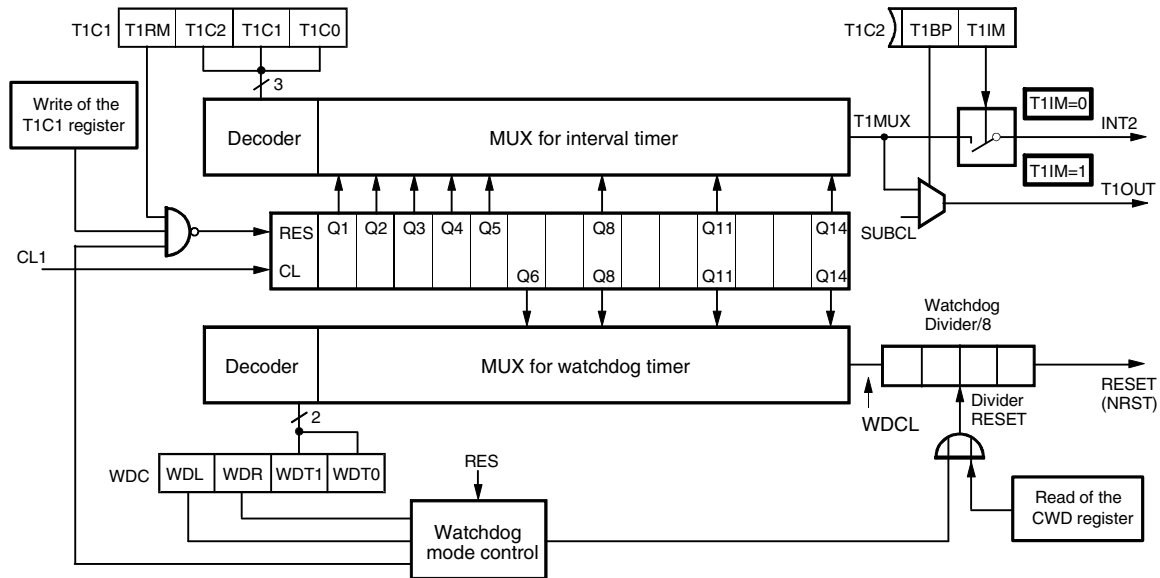 T1C1 T1RM T1C2 T1C1 T1C0
T1C2 T1BP T1IM
3
Write of the
T1C1 register
Decoder
MUX for interval timer
T1MUX
T1IM=0
INT2
T1IM=1
T1OUT
SUBCL
RES Q1 Q2 Q3 Q4 Q5 Q8 Q11 Q14
CL1
CL Q6 Q8 Q11 Q14
Watchdog
Divider/8
Decoder
MUX for watchdog timer
RESET
(NRST)
Divider
RESET
WDCL
2
RES
WDC WDL WDR WDT1 WDT0
Watchdog
mode control
Read of the
CWD register